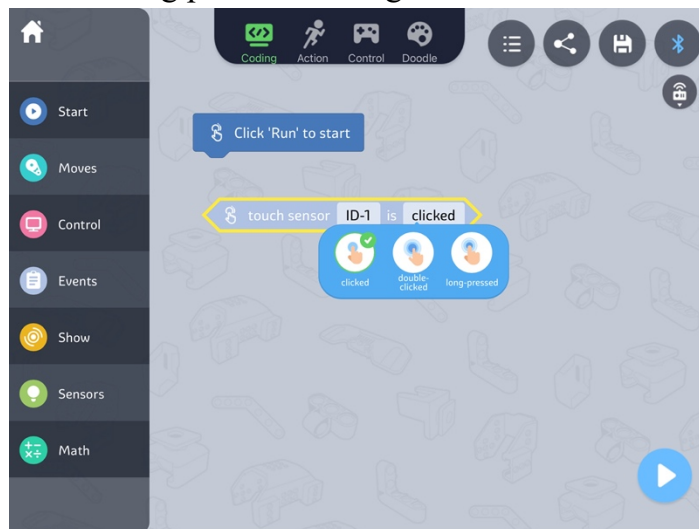 Coding Action Control Doodle
Start
Click 'Run' to start
Moves
touch sensor ID-1 is clicked
Control
clicked double-clicked long-pressed
Events
Show
Sensors
Math